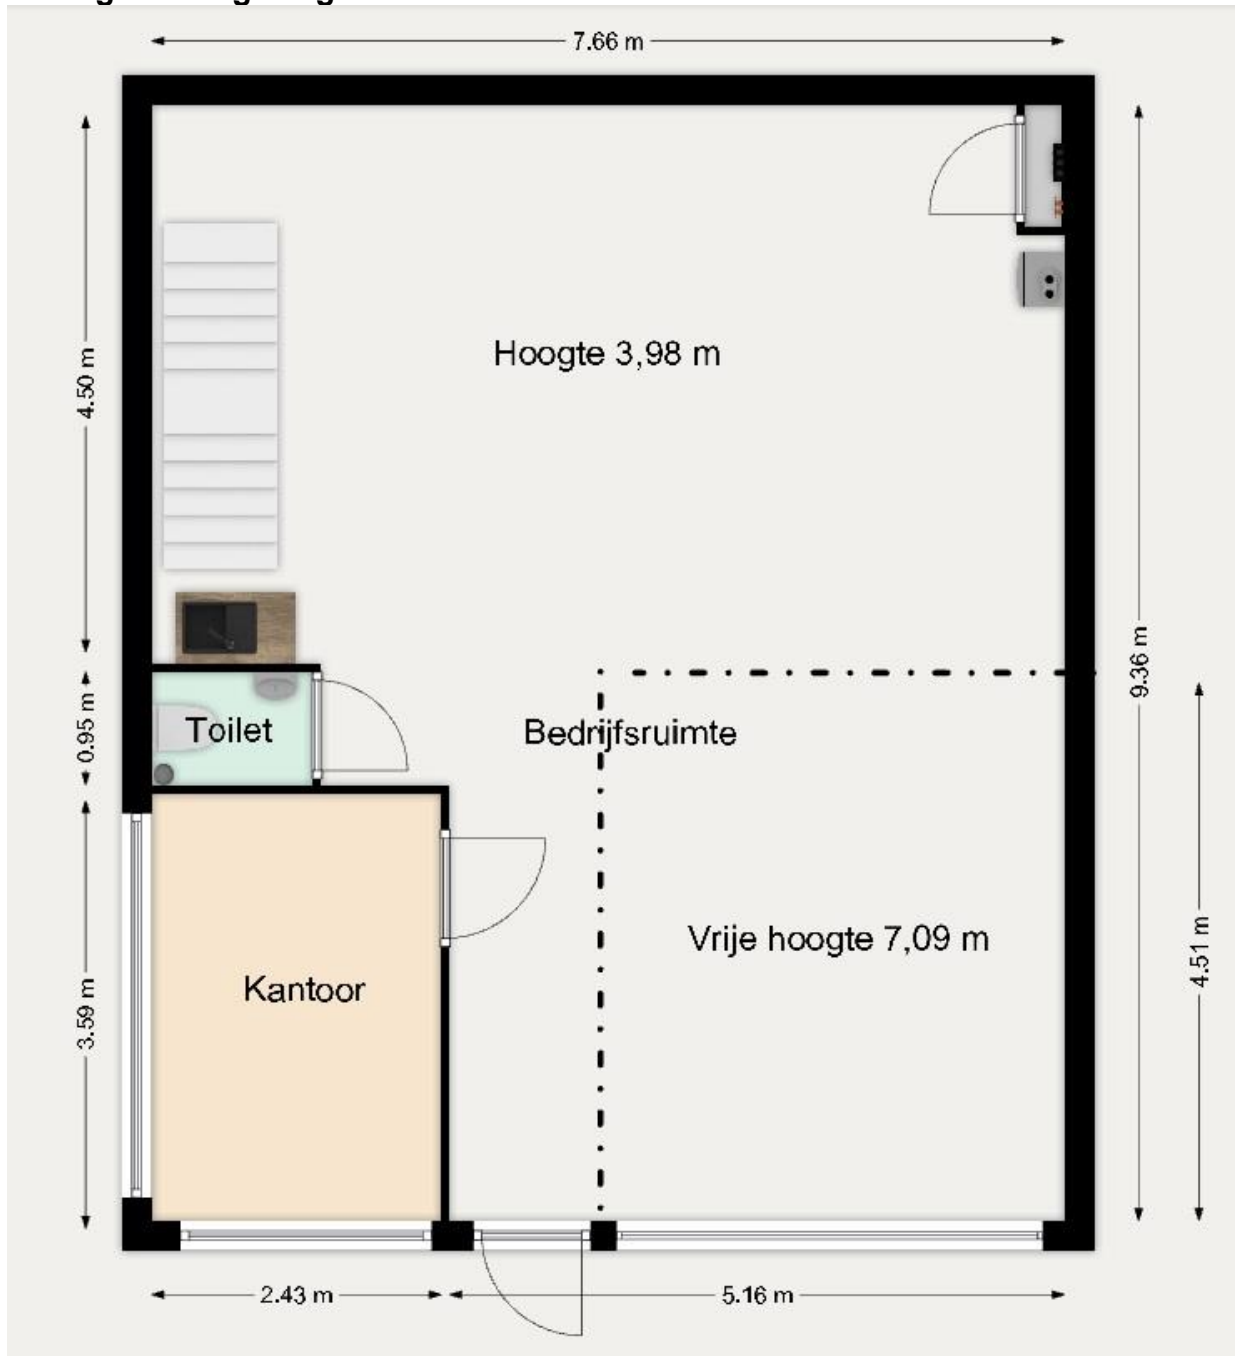 7.66 m
4.50 m
Hoogte 3,98 m
9.36 m
0.95 m
Toilet
Bedrijfsruimte
4.51 m
3.59 m
Kantoor
Vrije hoogte 7,09 m
2.43 m
5.16 m